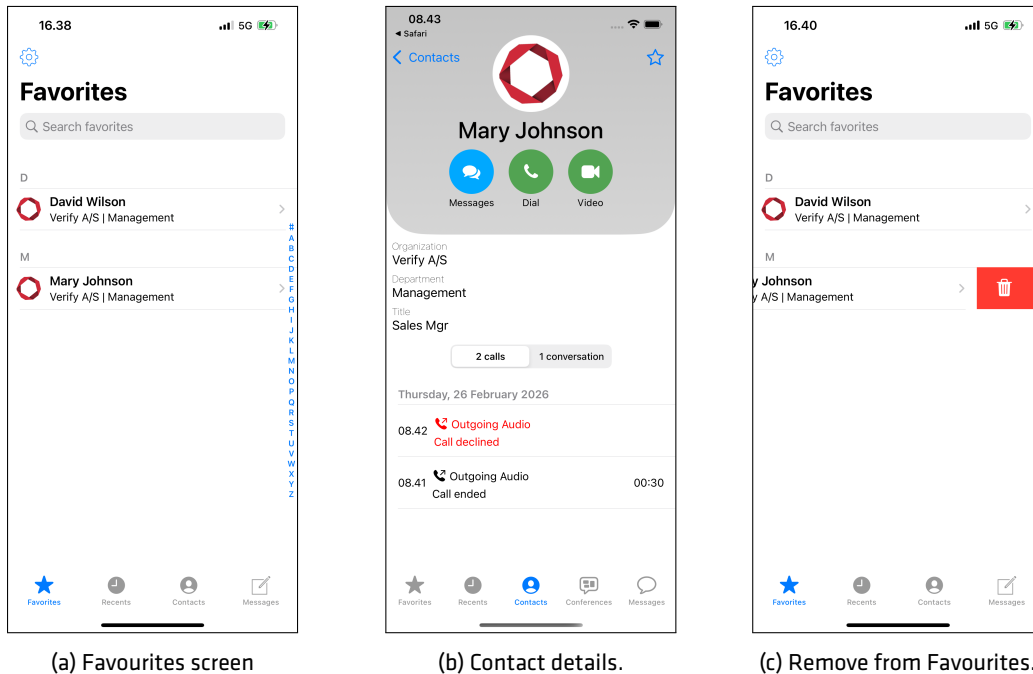 16.38
5G
Favorites
Search favorites
D
David Wilson
Verify A/S | Management
M
Mary Johnson
Verify A/S | Management
#
A
B
C
D
E
F
G
H
I
J
K
L
M
N
O
P
Q
R
S
T
U
V
W
X
Y
Z
Favorites
Recents
Contacts
Messages
(a) Favourites screen
08.43
Safari
Contacts
Mary Johnson
Messages
Dial
Video
Organization
Verify A/S
Department
Management
Title
Sales Mgr
2 calls
1 conversation
Thursday, 26 February 2026
08.42
Outgoing Audio
Call declined
08.41
Outgoing Audio
Call ended
00:30
Favorites
Recents
Contacts
Conferences
Messages
(b) Contact details.
16.40
5G
Favorites
Search favorites
D
David Wilson
Verify A/S | Management
M
y Johnson
y A/S | Management
Favorites
Recents
Contacts
Messages
(c) Remove from Favourites.